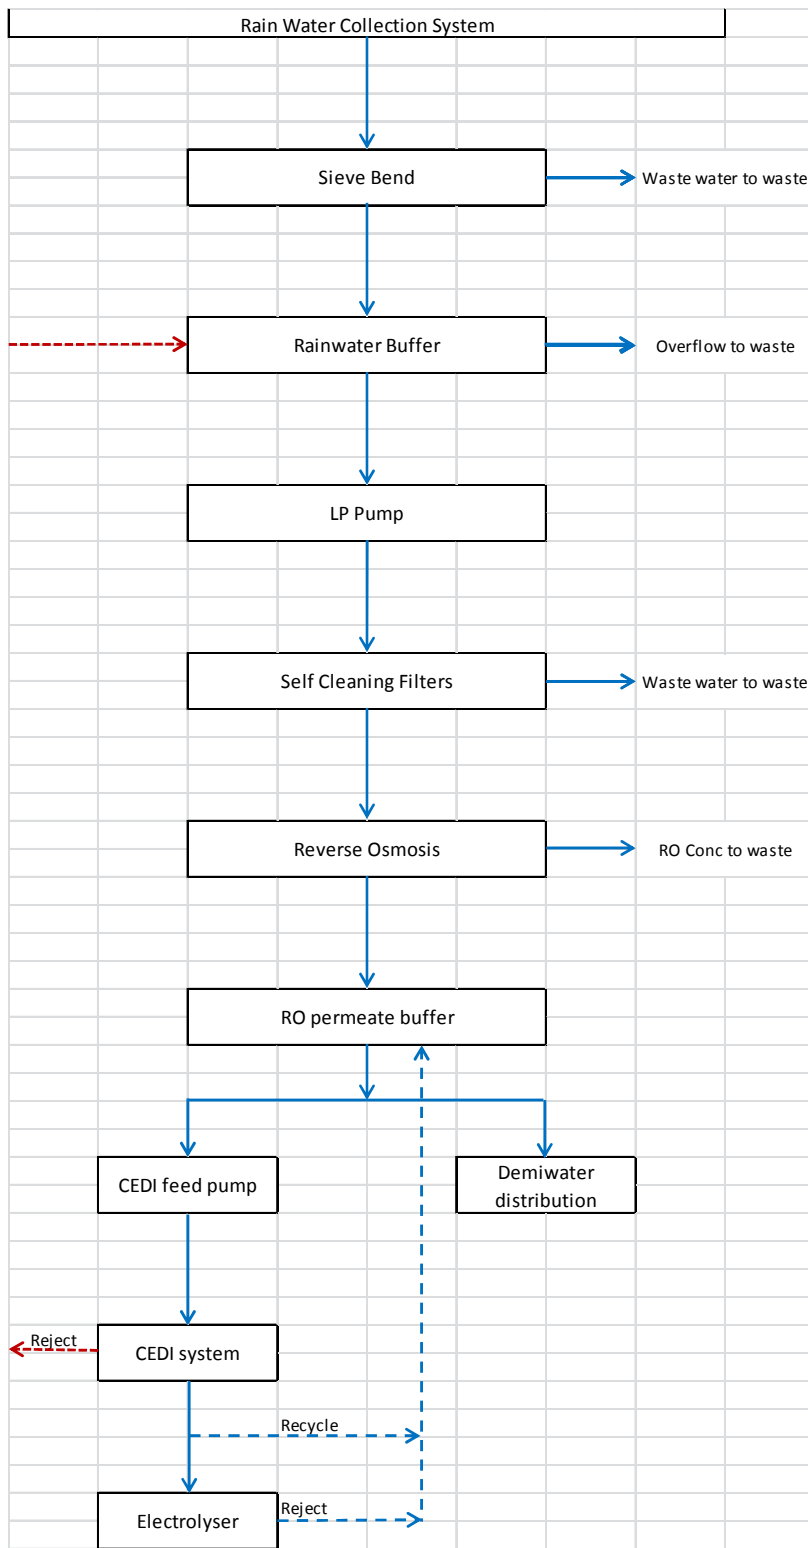 Rain Water Collection System
Sieve Bend
Waste water to waste
Rainwater Buffer
Overflow to waste
LP Pump
Self Cleaning Filters
Waste water to waste
Reverse Osmosis
RO Conc to waste
RO permeate buffer
CEDI feed pump
Demiwater
distribution
Reject
CEDI system
Recycle
Electrolyser
Reject